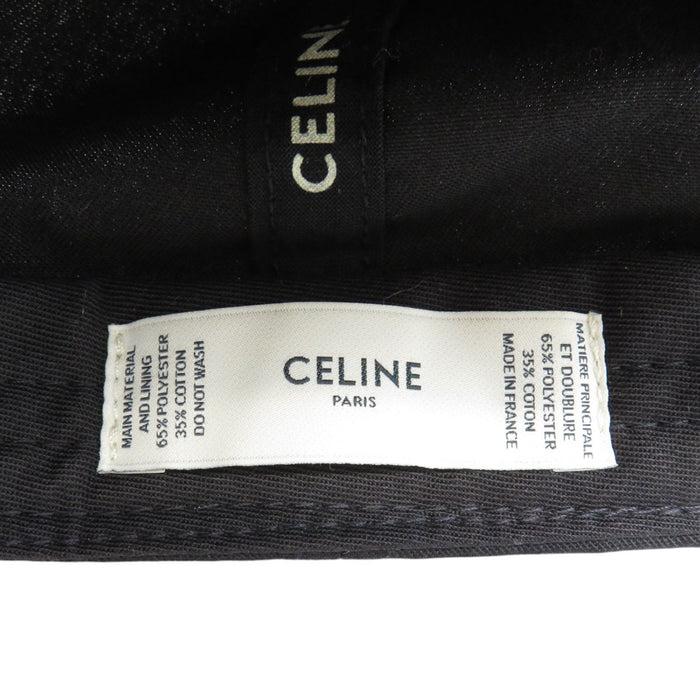 CELINE
MAIN MATERIAL
AND LINING
65% POLYESTER
35% COTTON
DO NOT WASH
CELINE
PARIS
MATIERE PRINCIPALE
ET DOUBLURE
65% POLYESTER
35% COTON
MADE IN FRANCE